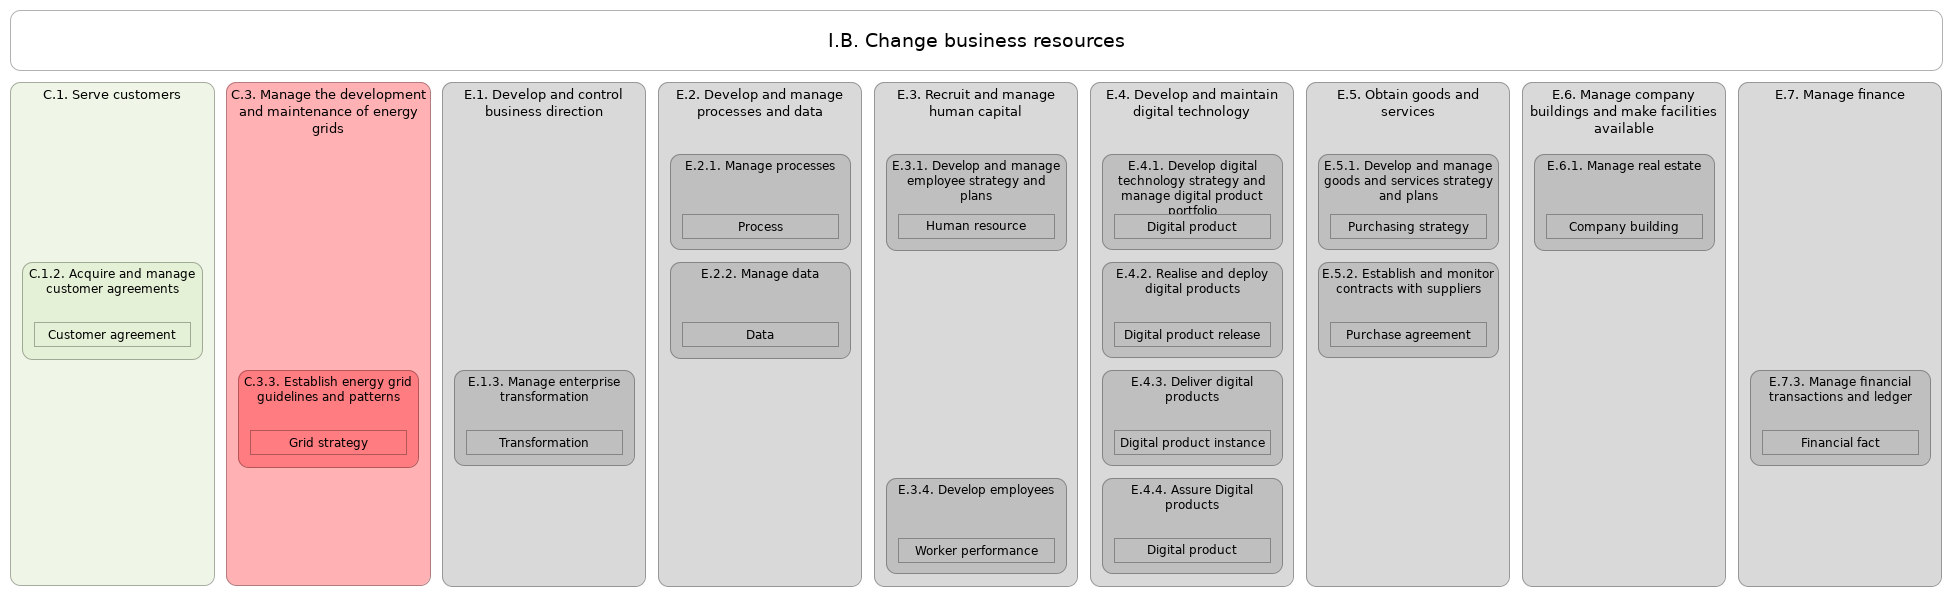 I.B. Change business resources
C.1. Serve customers
C.1.2. Acquire and manage
customer agreements
Customer agreement
C.3. Manage the development
and maintenance of energy
grids
C.3.3. Establish energy grid
guidelines and patterns
Grid strategy
E.1. Develop and control
business direction
E.1.3. Manage enterprise
transformation
Transformation
E.2. Develop and manage
processes and data
E.2.1. Manage processes
Process
E.2.2. Manage data
Data
E.3. Recruit and manage
human capital
E.3.1. Develop and manage
employee strategy and
plans
Human resource
E.3.4. Develop employees
Worker performance
E.4. Develop and maintain
digital technology
E.4.1. Develop digital
technology strategy and
manage digital product
portfolio
Digital product
E.4.2. Realise and deploy
digital products
Digital product release
E.4.3. Deliver digital
products
Digital product instance
E.4.4. Assure Digital
products
Digital product
E.5. Obtain goods and
services
E.5.1. Develop and manage
goods and services strategy
and plans
Purchasing strategy
E.5.2. Establish and monitor
contracts with suppliers
Purchase agreement
E.6. Manage company
buildings and make facilities
available
E.6.1. Manage real estate
Company building
E.7. Manage finance
E.7.3. Manage financial
transactions and ledger
Financial fact